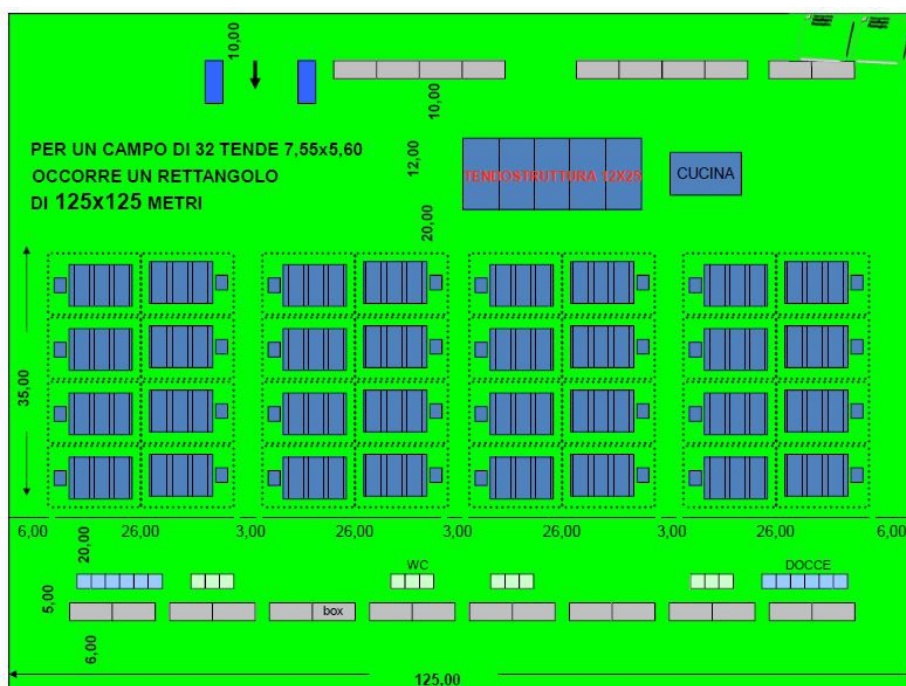 10,00
10,00
PER UN CAMPO DI 32 TENDE 7,55x5,60
OCCORRE UN RETTANGOLO
DI 125x125 METRI
12,00
TENDOSTRUTTURA 12X25
CUCINA
20,00
35,00
6,00 26,00 3,00 26,00 3,00 26,00 3,00 26,00 6,00
20,00
WC
DOCCE
5,00
box
6,00
125.00